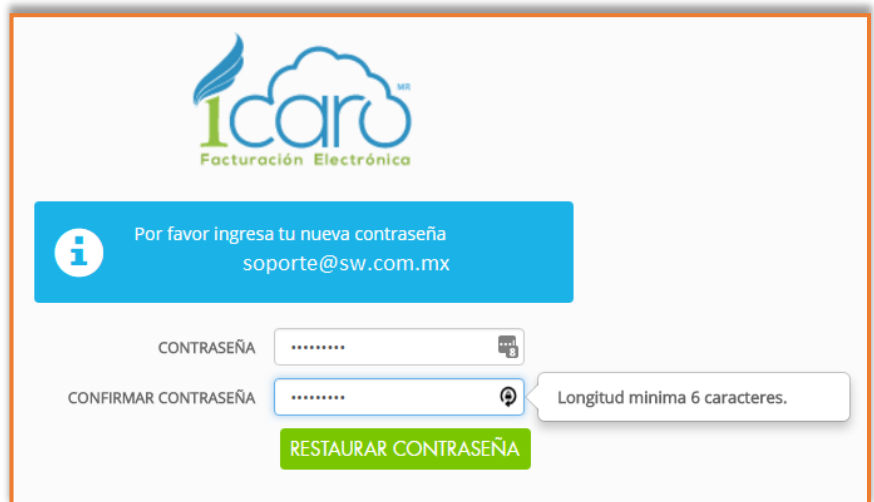 icaro MR
Facturación Electrónica
Por favor ingresa tu nueva contraseña
soporte@sw.com.mx
CONTRASEÑA •••••••••
8
CONFIRMAR CONTRASEÑA •••••••••
Longitud minima 6 caracteres.
RESTAURAR CONTRASEÑA